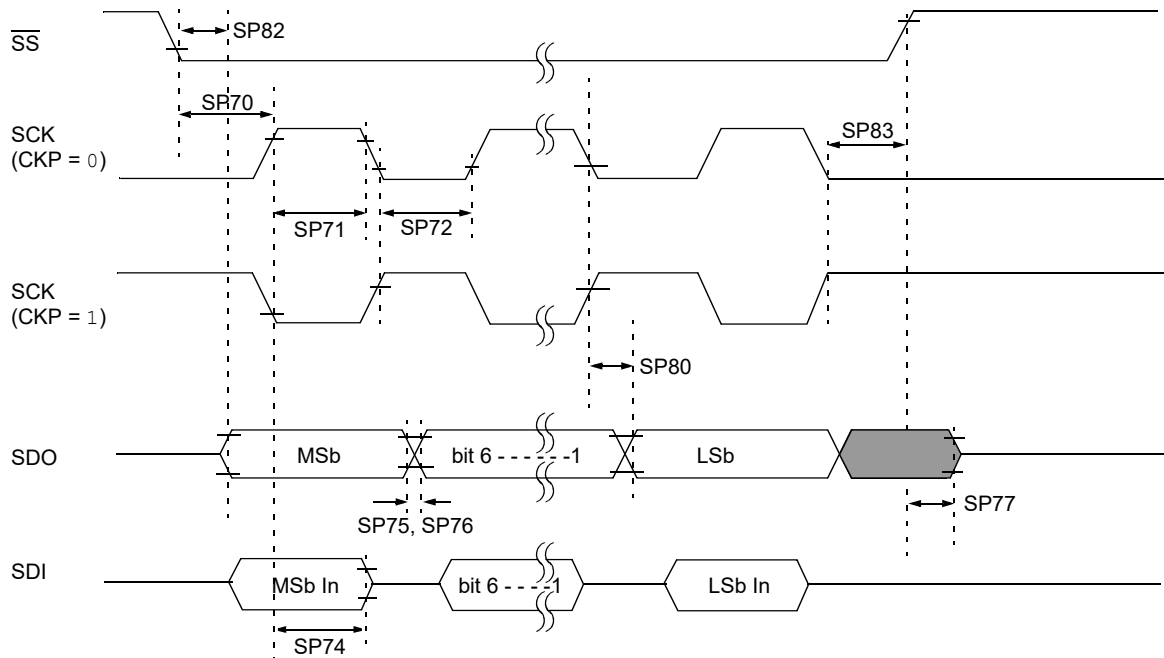 SS
SP82
SP70
SCK
(CKP = 0)
SP83
SP71
SP72
SCK
(CKP = 1)
SP80
SDO
MSb
bit 6 - - - - - -1
LSb
SP75, SP76
SP77
SDI
MSb In
bit 6 - - - -1
LSb In
SP74